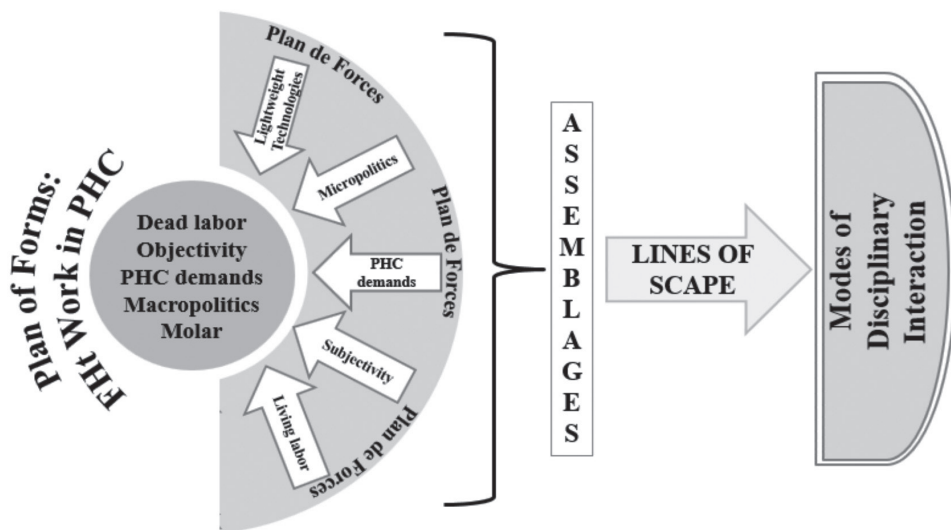 Plan of Forms:
FHt Work in PHC
Dead labor
Objectivity
PHC demands
Macropolitics
Molar
Plan de Forces
Lightweight
Technologies
Micropolitics
Plan de Forces
PHC
demands
Subjectivity
Living labor
Plan de Forces
ASSEMBLAGES
LINES OF
SCAPE
Modes of
Disciplinary
Interaction